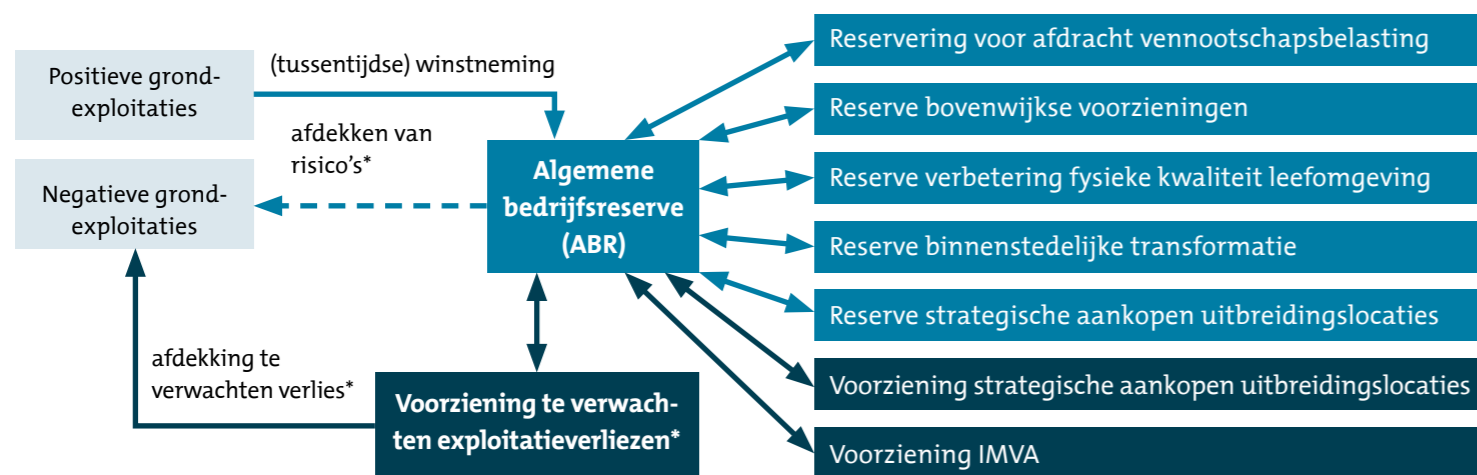 Positieve grond-
exploitaties
(tussentijdse) winstneming
afdekken van
risico's*
Negatieve grond-
exploitaties
Algemene
bedrijfsreserve
(ABR)
afdekking te
verwachten verlies*
Voorziening te verwach-
ten exploitatieverliezen*
Reservering voor afdracht vennootschapsbelasting
Reserve bovenwijkse voorzieningen
Reserve verbetering fysieke kwaliteit leefomgeving
Reserve binnenstedelijke transformatie
Reserve strategische aankopen uitbreidingslocaties
Voorziening strategische aankopen uitbreidingslocaties
Voorziening IMVA